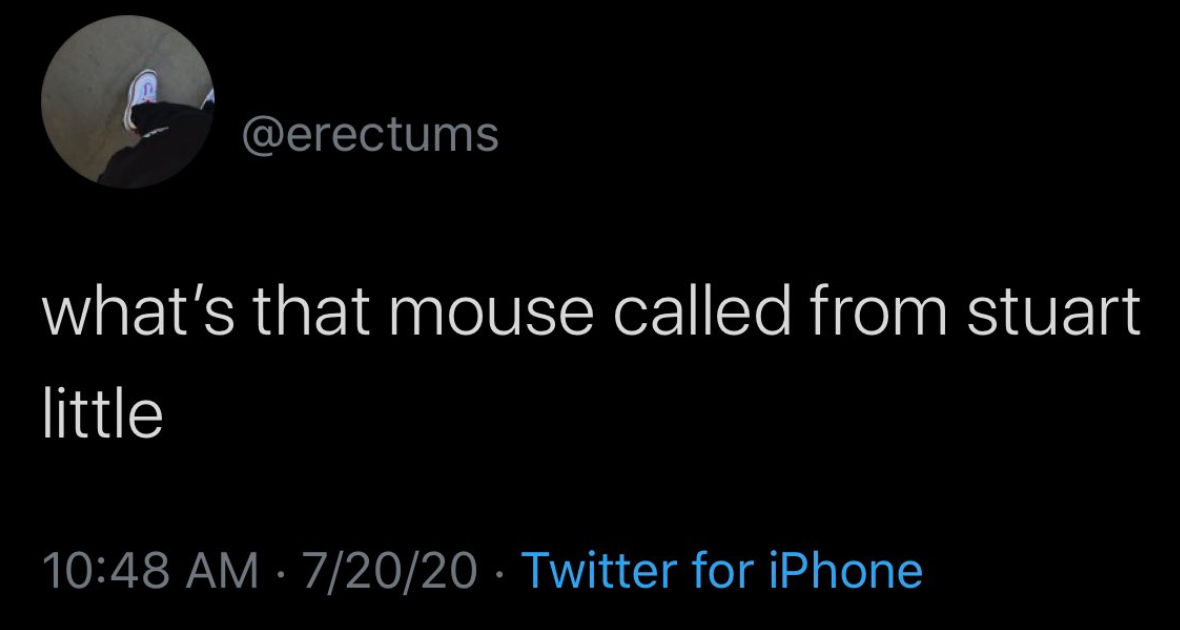 @erectums
what’s that mouse called from stuart
little
10:48 AM · 7/20/20 · Twitter for iPhone